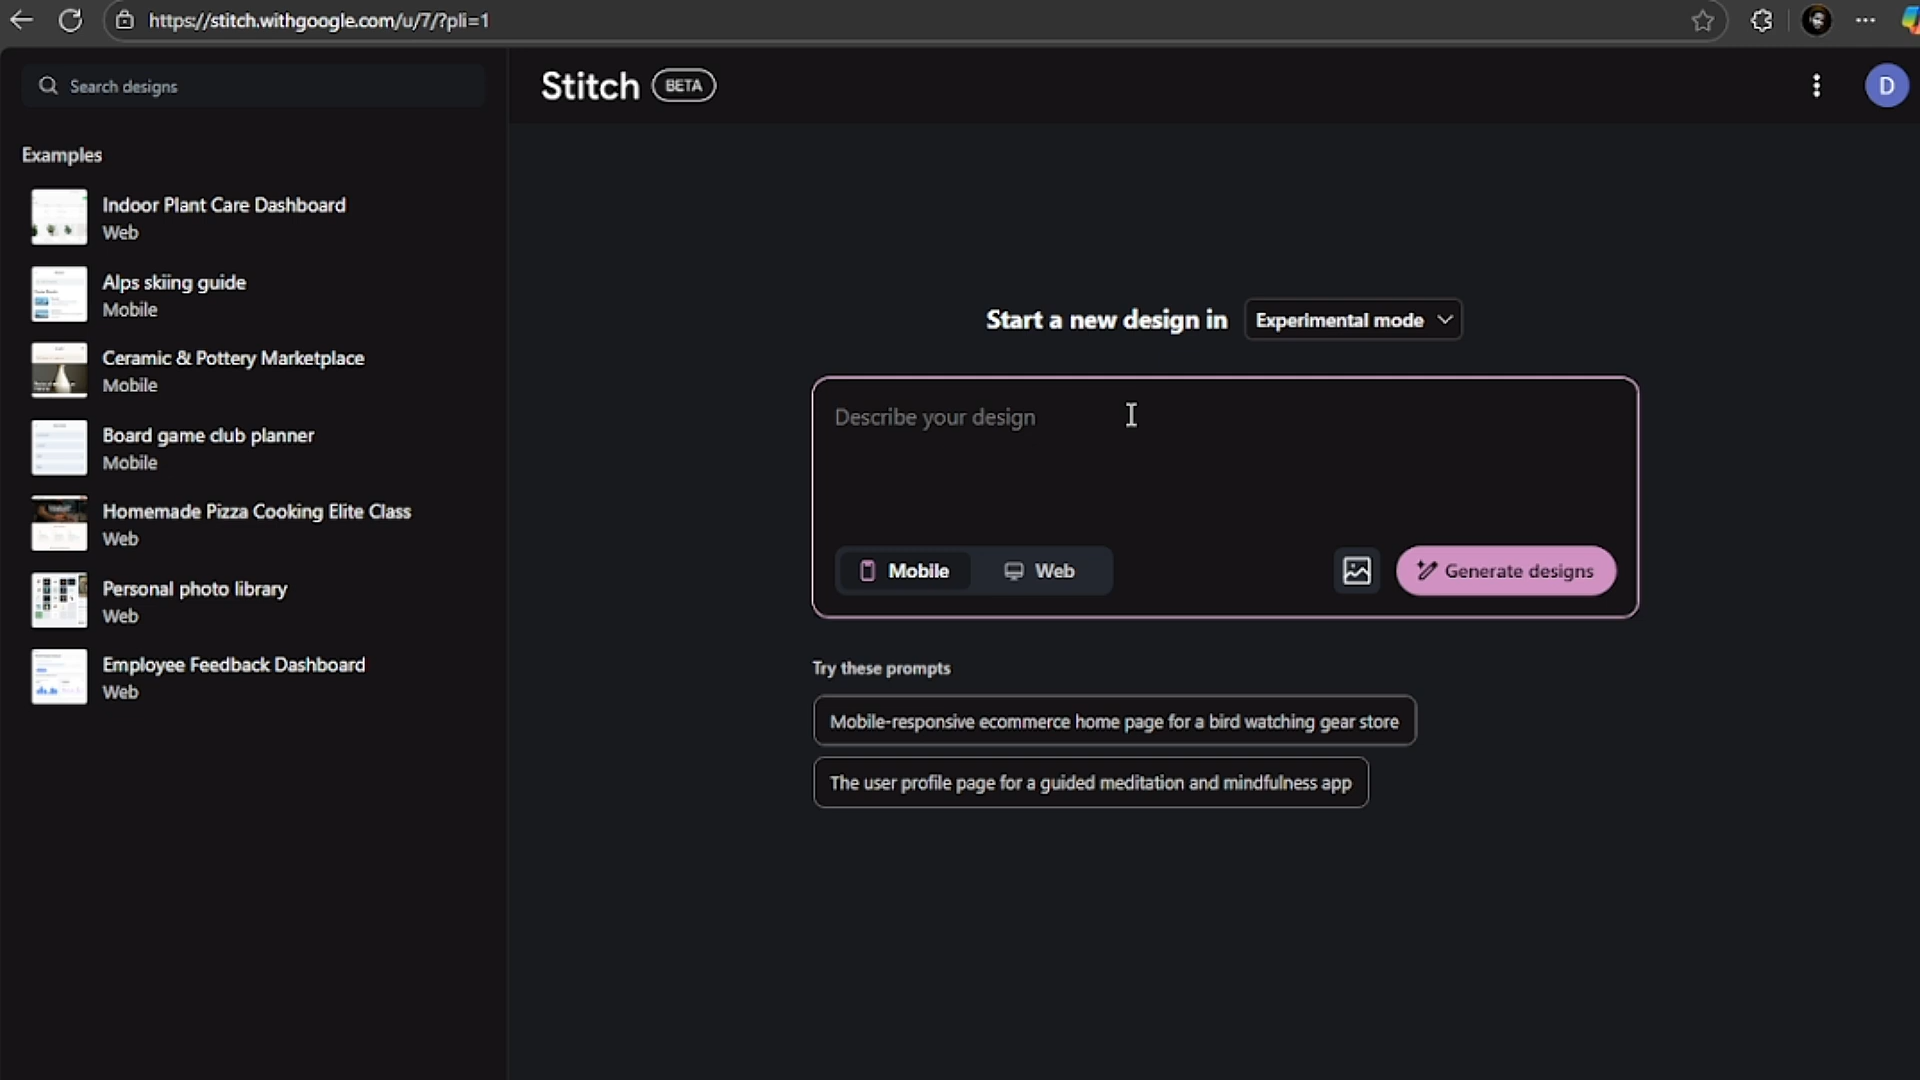 https://stitch.withgoogle.com/u/7/?pli=1
Search designs
Stitch BETA
D
Examples
Indoor Plant Care Dashboard
Web
Alps skiing guide
Mobile
Ceramic & Pottery Marketplace
Mobile
Board game club planner
Mobile
Homemade Pizza Cooking Elite Class
Web
Personal photo library
Web
Employee Feedback Dashboard
Web
Start a new design in Experimental mode
Describe your design
Mobile Web Generate designs
Try these prompts
Mobile-responsive ecommerce home page for a bird watching gear store
The user profile page for a guided meditation and mindfulness app